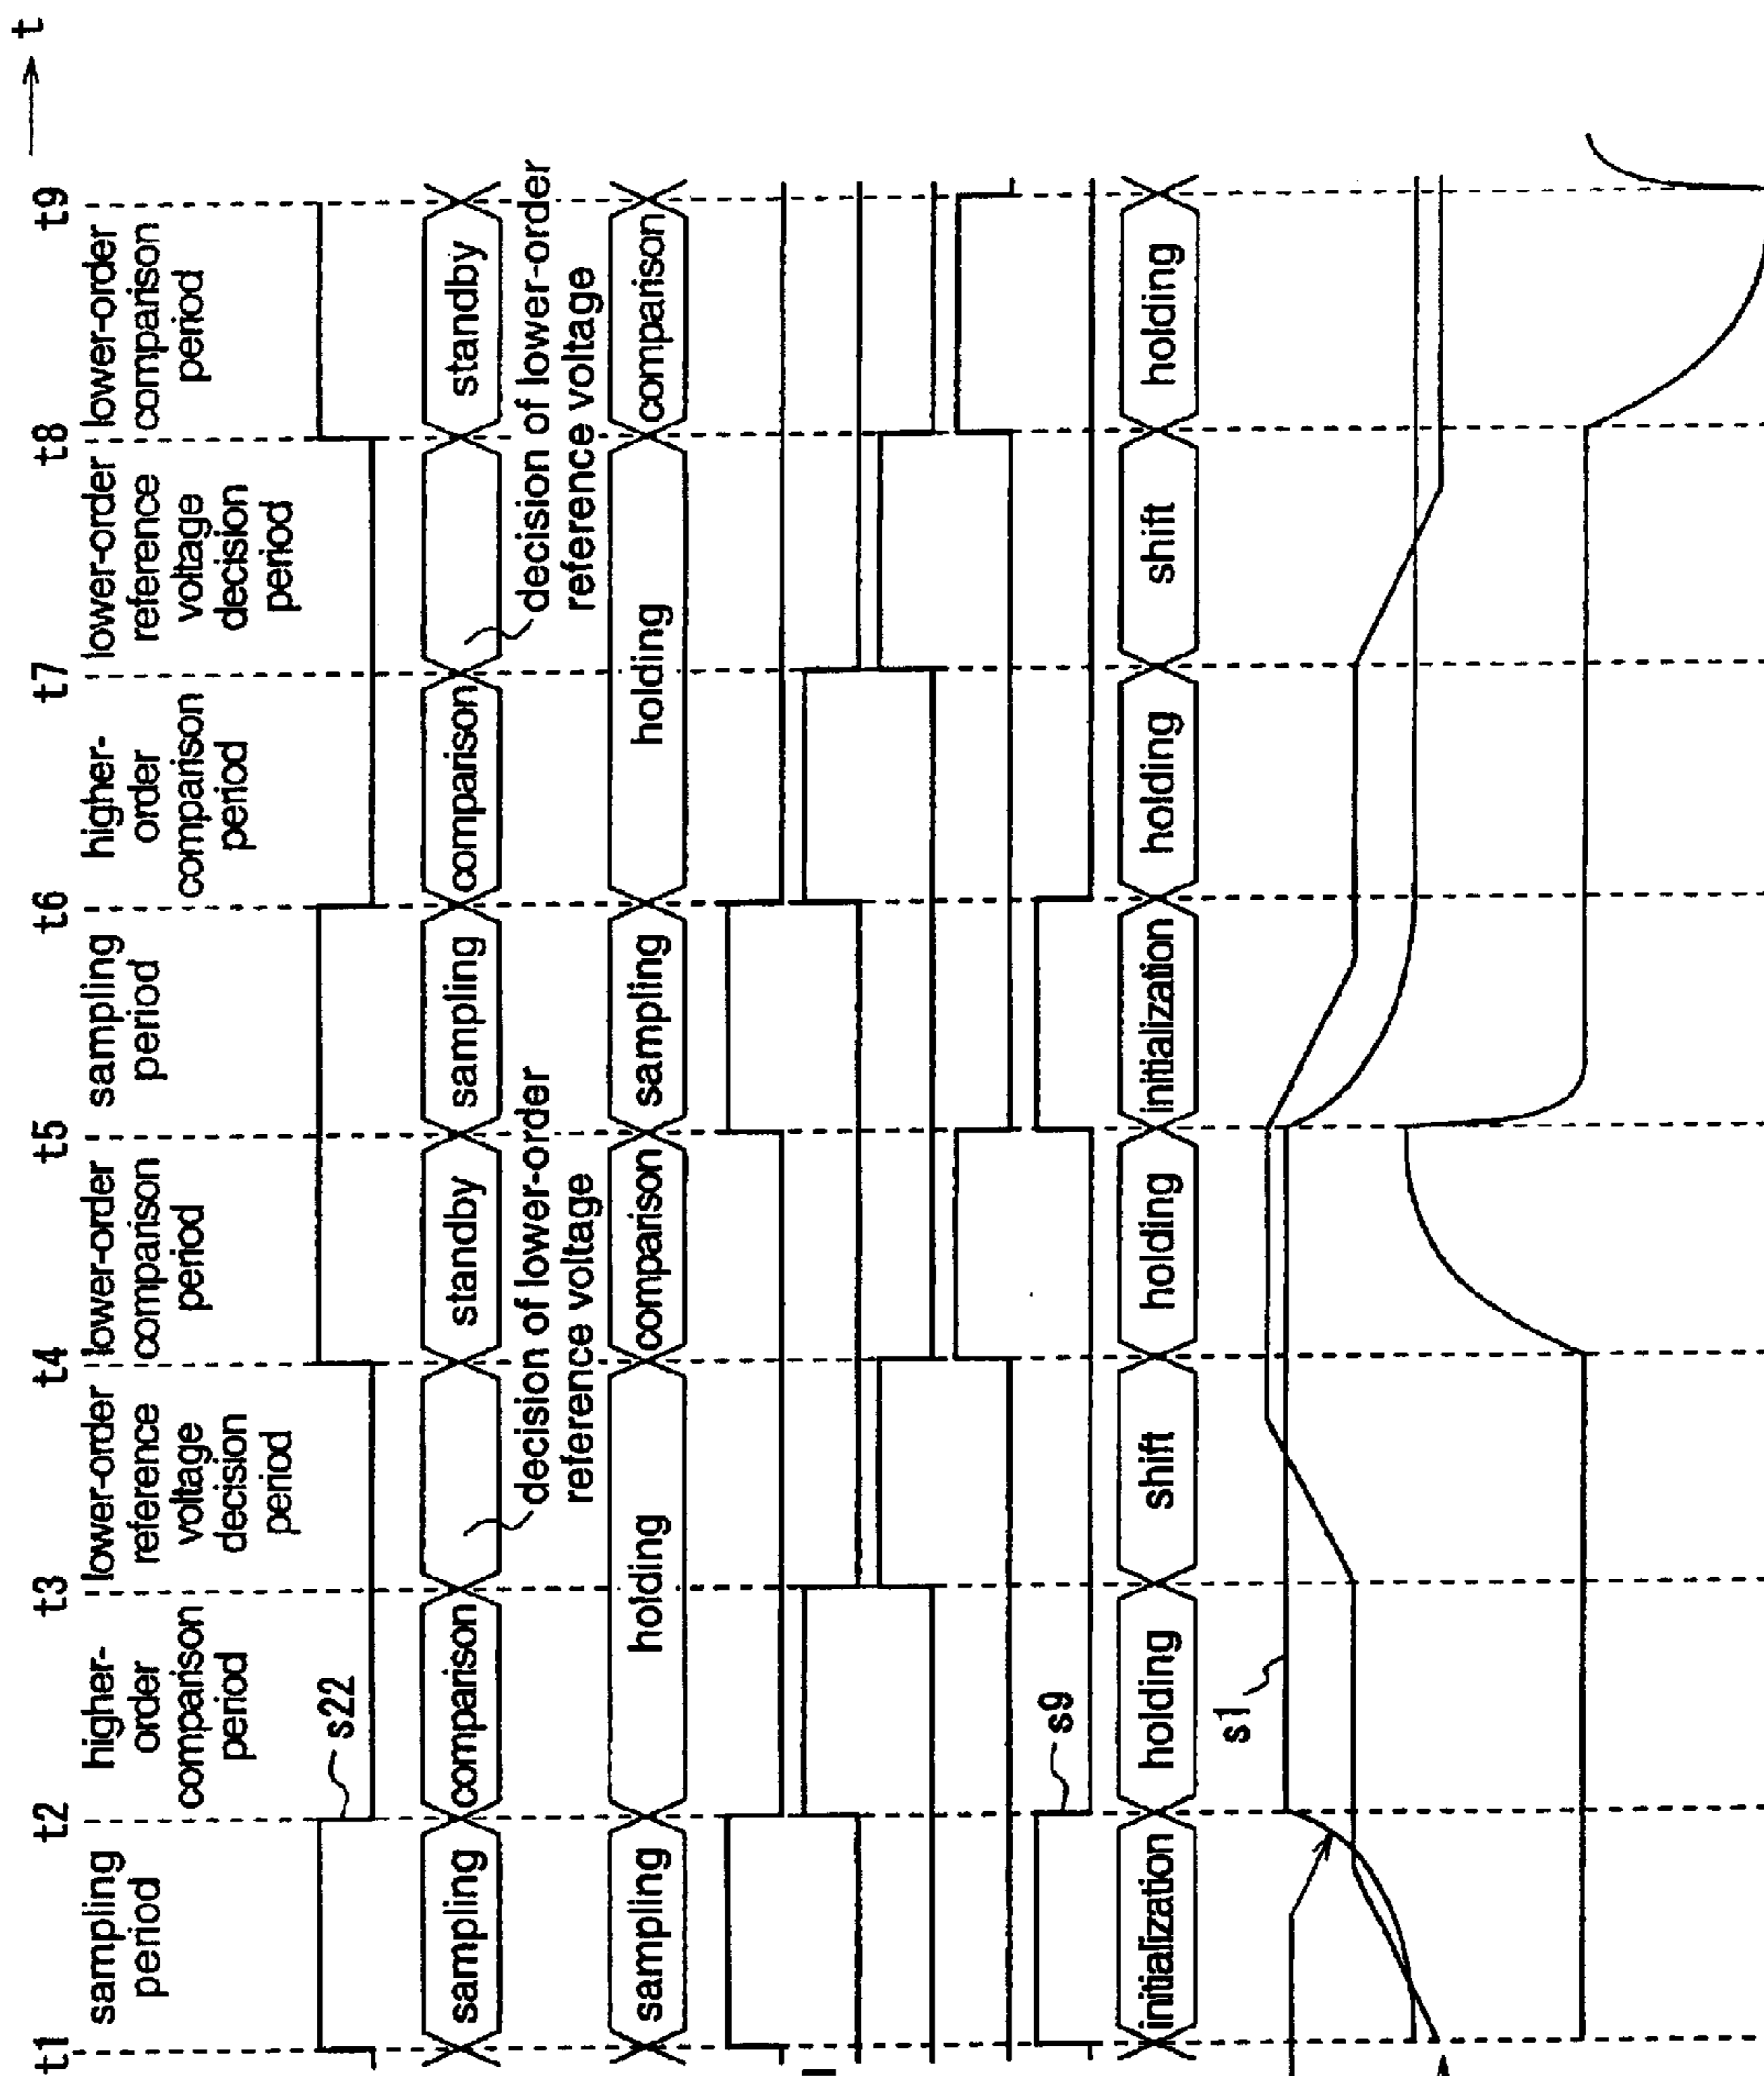 t
t1 t2 t3 t4 t5 t6 t7 t8 t9
sampling
period
higher-
order
comparison
period
lower-order
reference
voltage
decision
period
lower-order
comparison
period
sampling
period
higher-
order
comparison
period
lower-order
reference
voltage
decision
period
lower-order
comparison
period
s22
sampling comparison standby sampling comparison standby
decision of lower-order
reference voltage
decision of lower-order
reference voltage
sampling holding comparison sampling holding comparison
s9
initialization holding shift holding initialization holding shift holding
s1